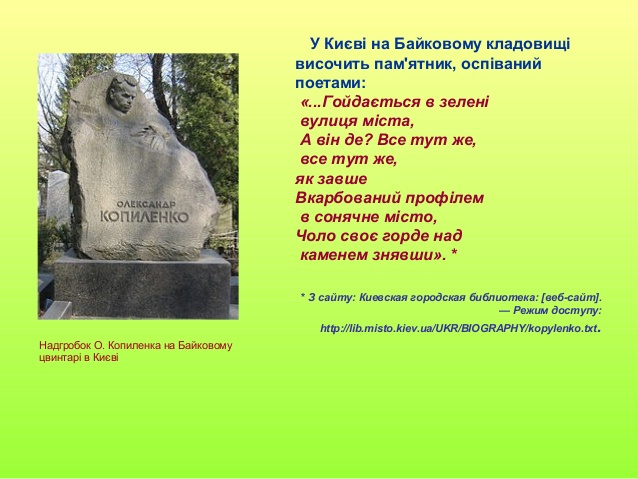 У Києві на Байковому кладовищі
височить пам'ятник, оспіваний
поетами:
«...Гойдається в зелені
вулиця міста,
А він де? Все тут же,
все тут же,
як завше
Вкарбований профілем
в сонячне місто,
Чоло своє горде над
каменем знявши». *
* З сайту: Киевская городская библиотека: [веб-сайт].
— Режим доступу:
http://lib.misto.kiev.ua/UKR/BIOGRAPHY/kopylenko.txt.
ОЛЕКСАНДР
КОПИЛЕНКО
Надгробок О. Копиленка на Байковому
цвинтарі в Києві